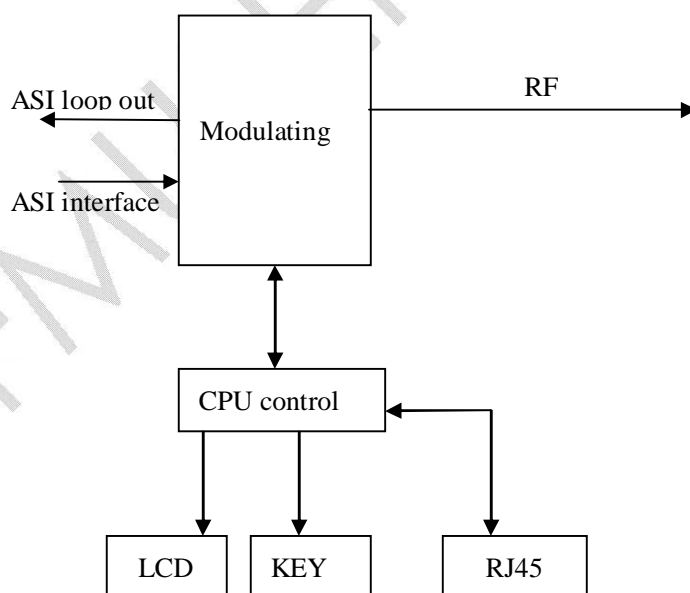 ASI loop out
RF
Modulating
ASI interface
CPU control
LCD
KEY
RJ45